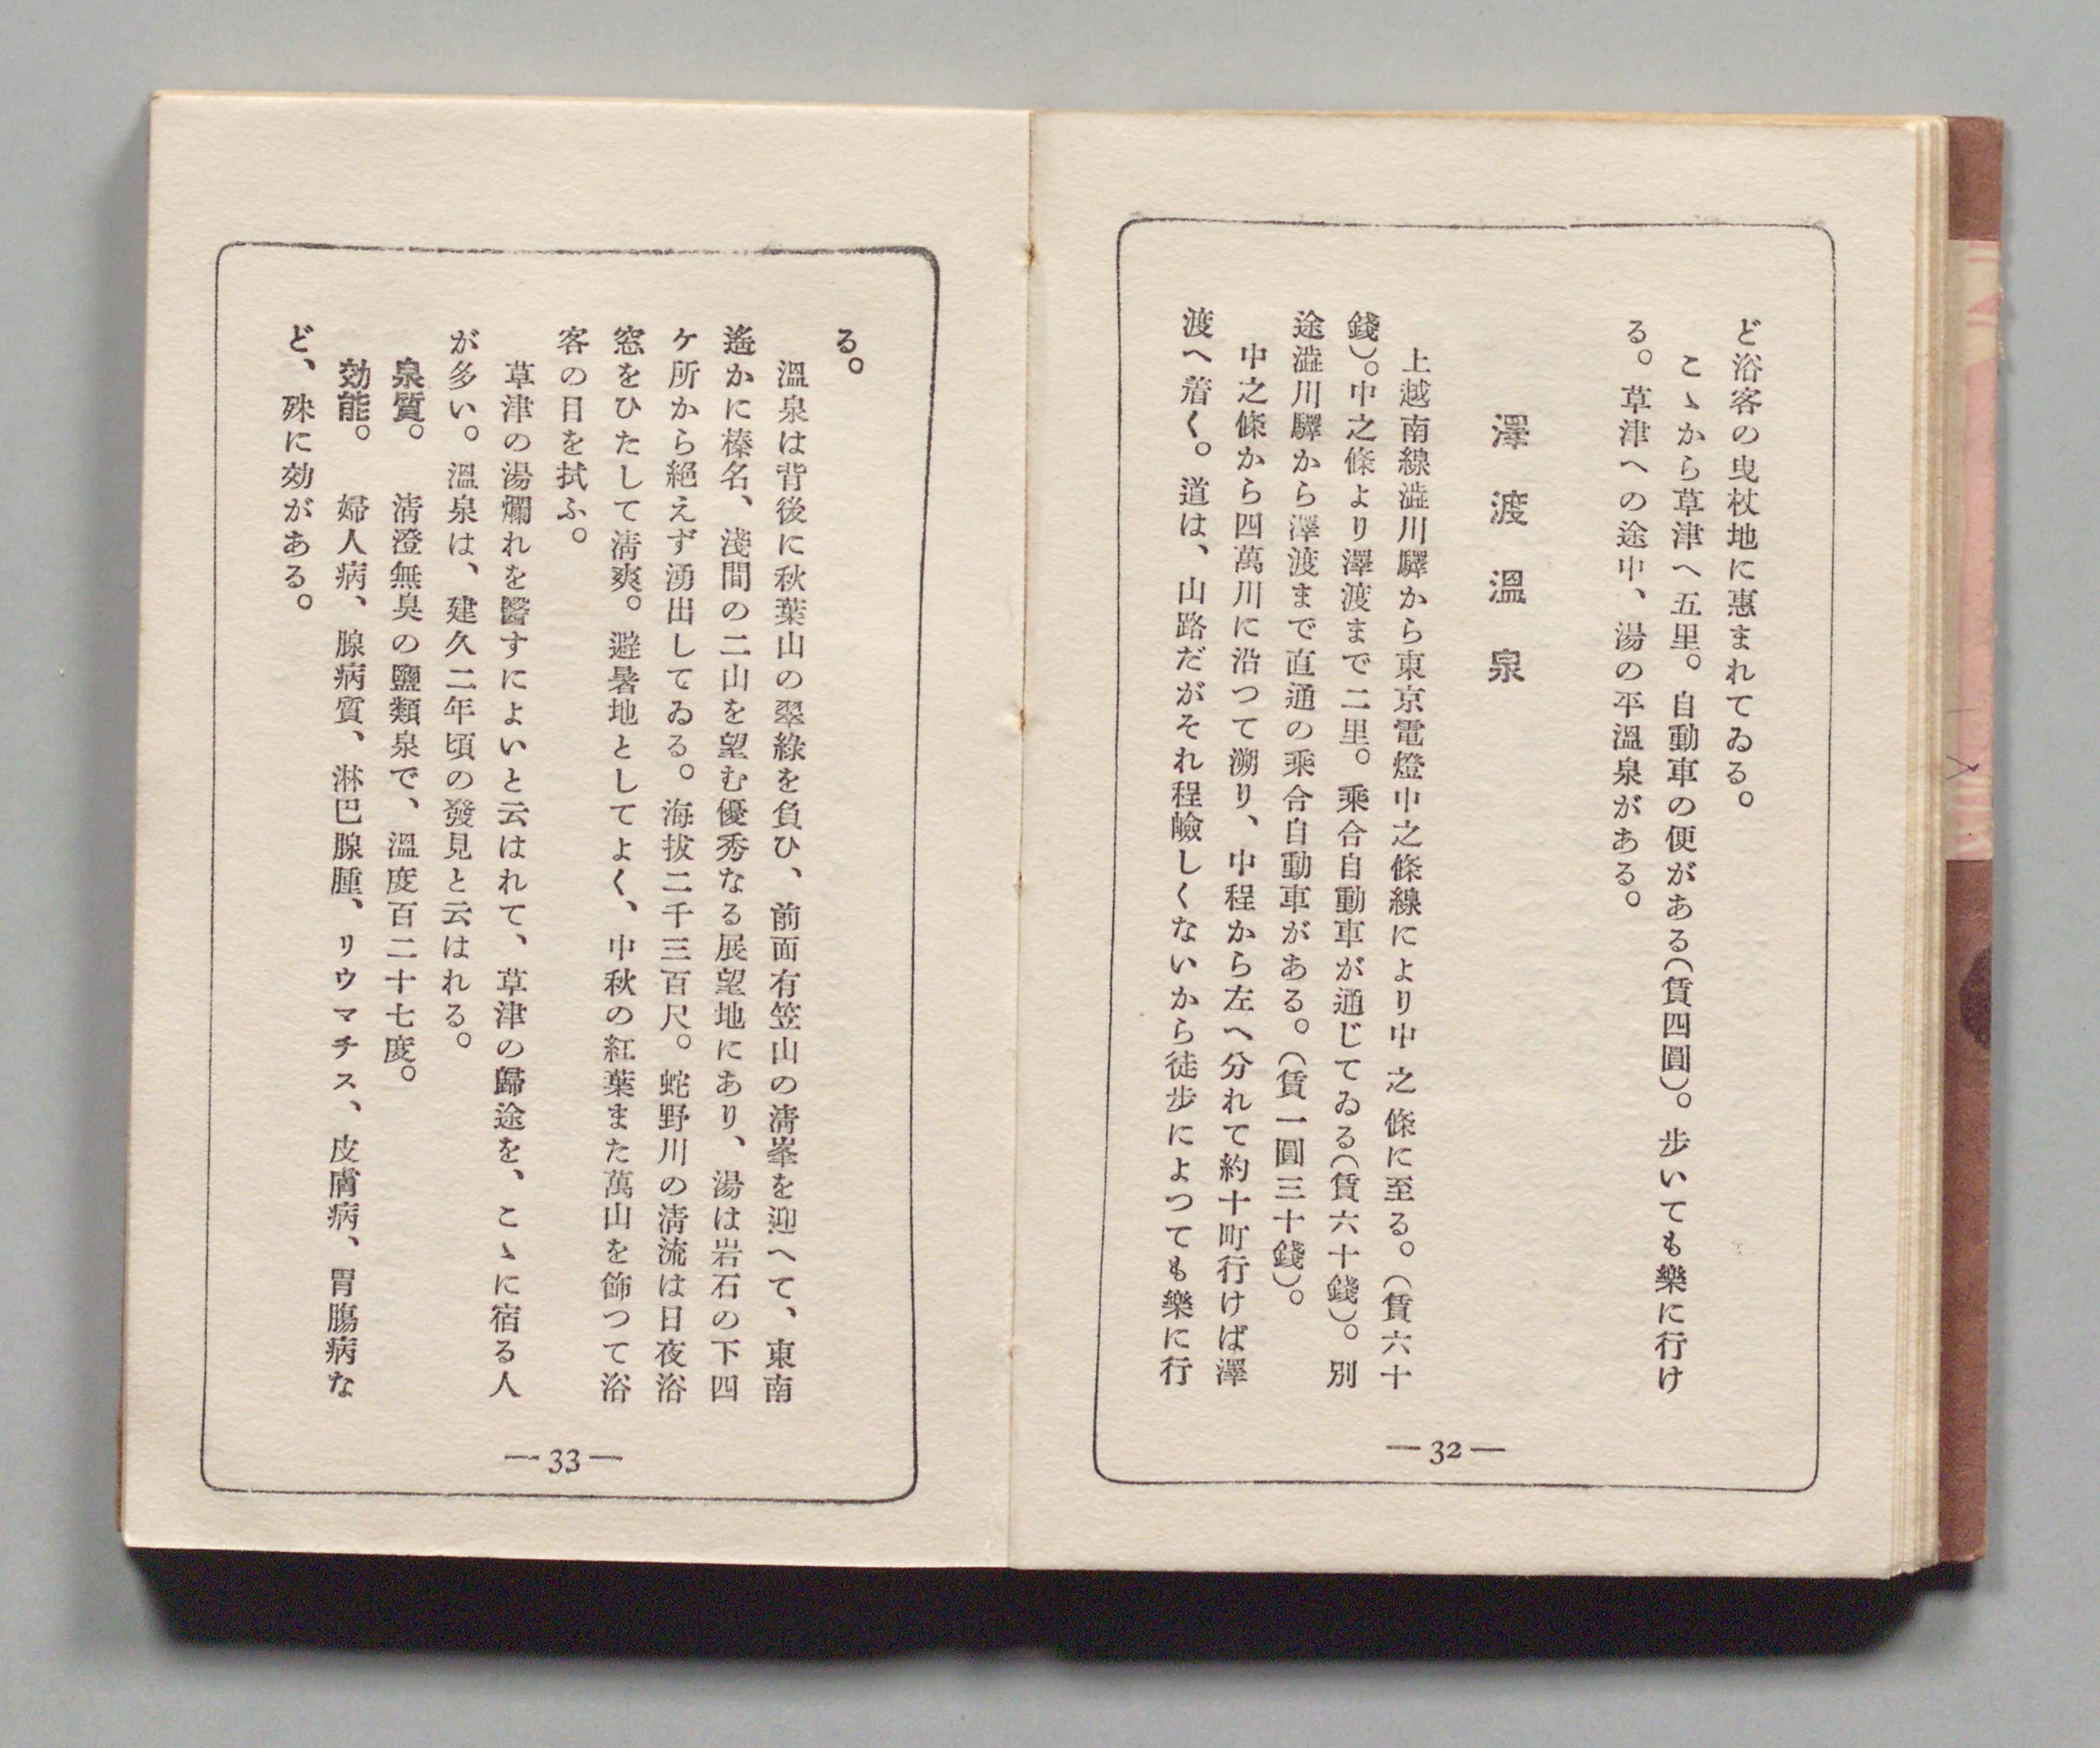 ど浴客の曳杖地に惠まれてゐる。
こゝから草津へ五里。自動車の便がある(賃四圓)。歩いても樂に行け
る。草津への途中、湯の平溫泉がある。
澤渡溫泉
上越南線澁川驛から東京電燈中之條線により中之條に至る。(賃六十
錢)。中之條より澤渡まで二里。乘合自動車が通じてゐる(賃六十錢)。別
途澁川驛から澤渡まで直通の乘合自動車がある。(賃一圓三十錢)。
中之條から四萬川に沿つて溯り、中程から左へ分れて約十町行けば澤
渡へ着く。道は、山路だがそれ程嶮しくないから徒歩によつても樂に行
—32—
る。
溫泉は背後に秋葉山の翠綠を負ひ、前面有笠山の淸峯を迎へて、東南
遙かに榛名、淺間の二山を望む優秀なる展望地にあり、湯は岩石の下四
ケ所から絕えず湧出してゐる。海拔二千三百尺。蛇野川の淸流は日夜浴
窓をひたして淸爽。避暑地としてよく、中秋の紅葉また萬山を飾つて浴
客の目を拭ふ。
草津の湯爛れを醫すによいと云はれて、草津の歸途を、こゝに宿る人
が多い。溫泉は、建久二年頃の發見と云はれる。
泉質。 淸澄無臭の鹽類泉で、溫度百二十七度。
効能。 婦人病、腺病質、淋巴腺腫、リウマチス、皮膚病、胃膓病な
ど、殊に効がある。
—33—